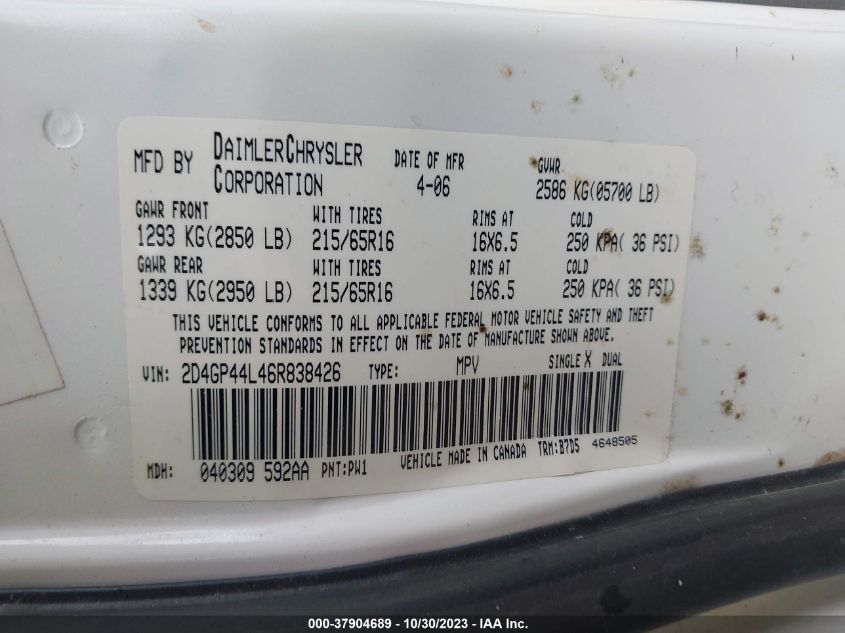 MFD BY DAIMLERCHRYSLER CORPORATION DATE OF MFR 4-06 GVWR 2586 KG(05700 LB)
GAWR FRONT WITH TIRES RIMS AT COLD
1293 KG(2850 LB) 215/65R16 16X6.5 250 KPA( 36 PSI)
GAWR REAR WITH TIRES RIMS AT COLD
1339 KG(2950 LB) 215/65R16 16X6.5 250 KPA( 36 PSI)
THIS VEHICLE CONFORMS TO ALL APPLICABLE FEDERAL MOTOR VEHICLE SAFETY AND THEFT
PREVENTION STANDARDS IN EFFECT ON THE DATE OF MANUFACTURE SHOWN ABOVE.
VIN: 2D4GP44L46R838426 TYPE: MPV SINGLE X DUAL
MDH: 040309 592AA PNT:PW1 VEHICLE MADE IN CANADA TRM:B7D5 4648505
000-37904689 - 10/30/2023 - IAA Inc.